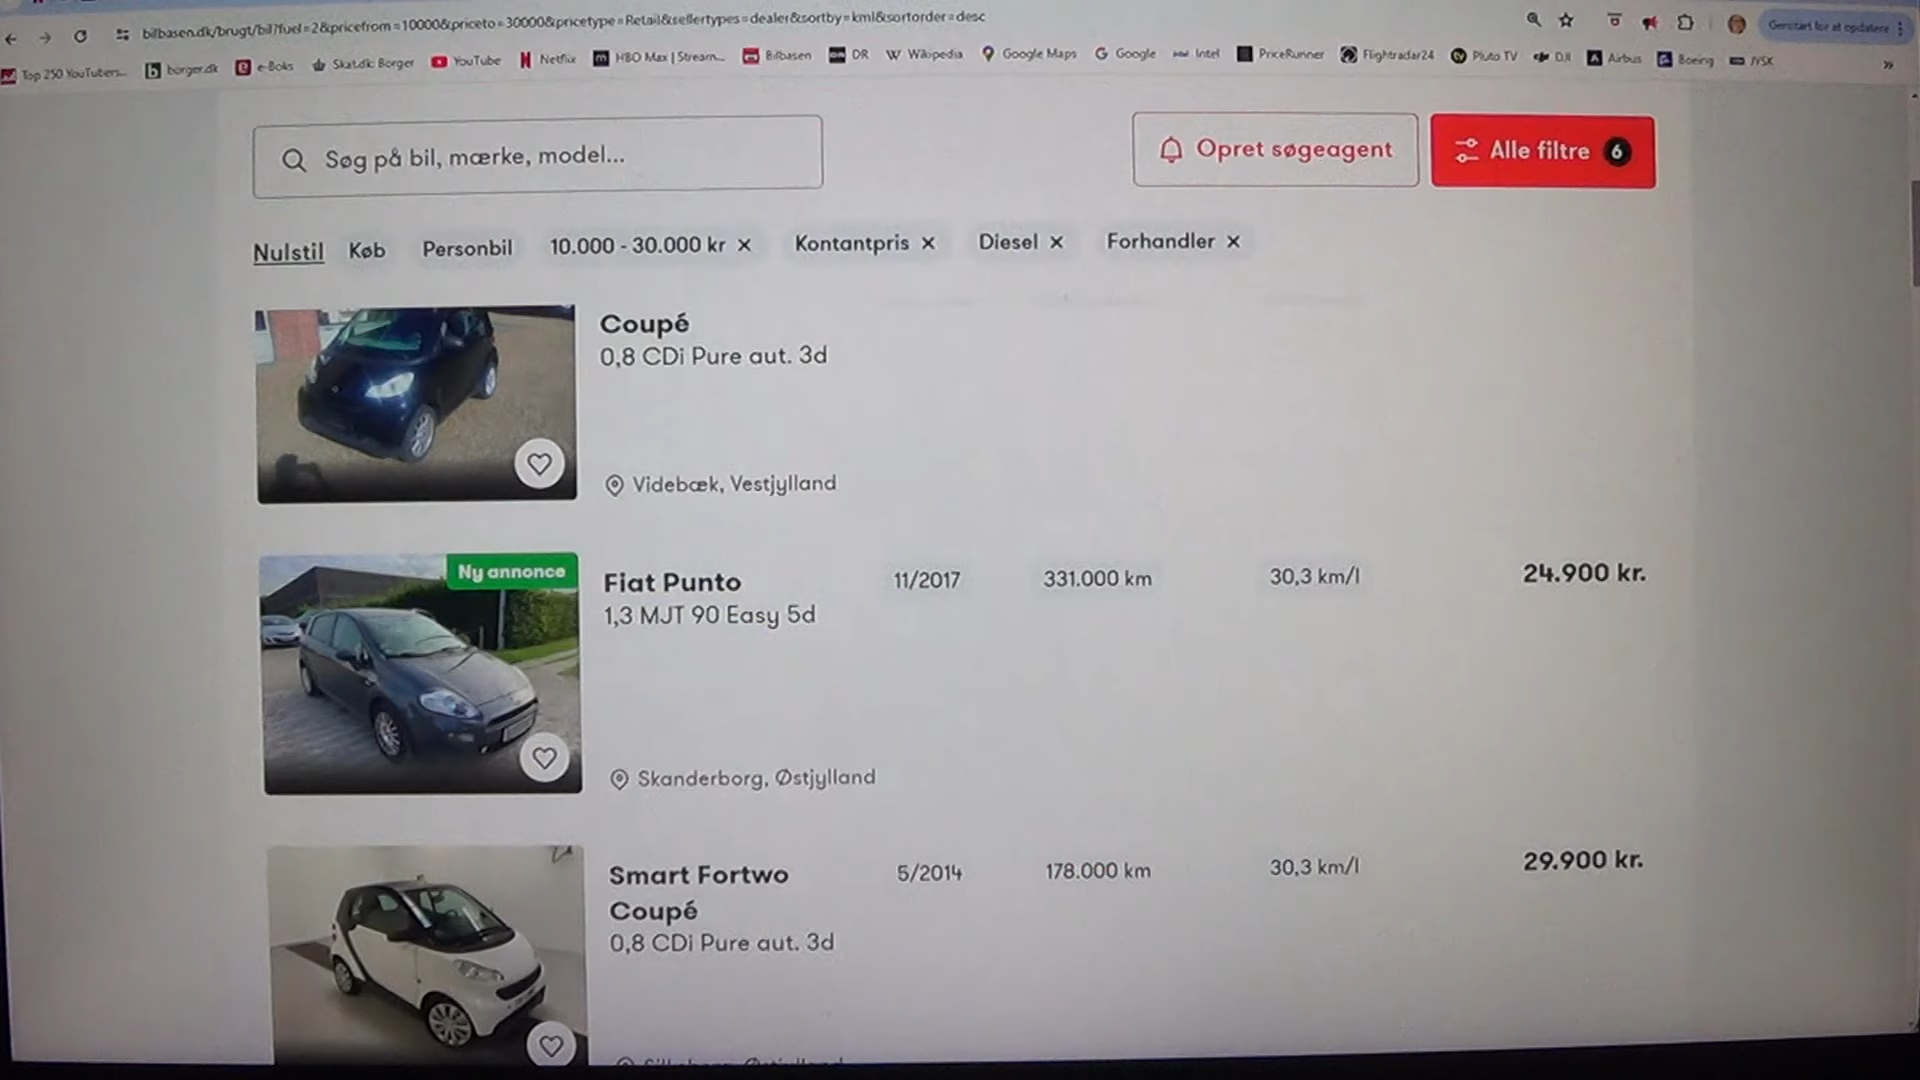 bilbasen.dk/brugt/bil?fuel=2&pricefrom=10000&priceto=30000&pricetype=Retail&sellertypes=dealer&sortby=kml&sortorder=desc
Genstart for at opdatere
Top 250 YouTubers... borger.dk e-Boks Skat.dk: Borger YouTube Netflix HBO Max | Stream... Bilbasen DR Wikipedia Google Maps Google Intel PriceRunner Flightradar24 Pluto TV DJI Airbus Boeing JYSK
Søg på bil, mærke, model...
Opret søgeagent
Alle filtre 6
Nulstil Køb Personbil 10.000 - 30.000 kr Kontantpris Diesel Forhandler
Coupé
0,8 CDi Pure aut. 3d
Videbæk, Vestjylland
Ny annonce
Fiat Punto 11/2017 331.000 km 30,3 km/l 24.900 kr.
1,3 MJT 90 Easy 5d
Skanderborg, Østjylland
Smart Fortwo 5/2014 178.000 km 30,3 km/l 29.900 kr.
Coupé
0,8 CDi Pure aut. 3d